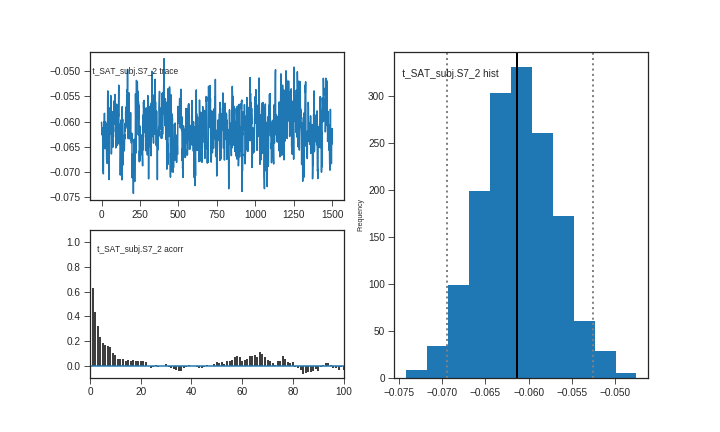 t_SAT_subj.S7_2 trace
−0.050
−0.055
−0.060
−0.065
−0.070
−0.075
0 250 500 750 1000 1250 1500
t_SAT_subj.S7_2 acorr
1.0
0.8
0.6
0.4
0.2
0.0
0 20 40 60 80 100
t_SAT_subj.S7_2 hist
Frequency
300
250
200
150
100
50
0
−0.075 −0.070 −0.065 −0.060 −0.055 −0.050